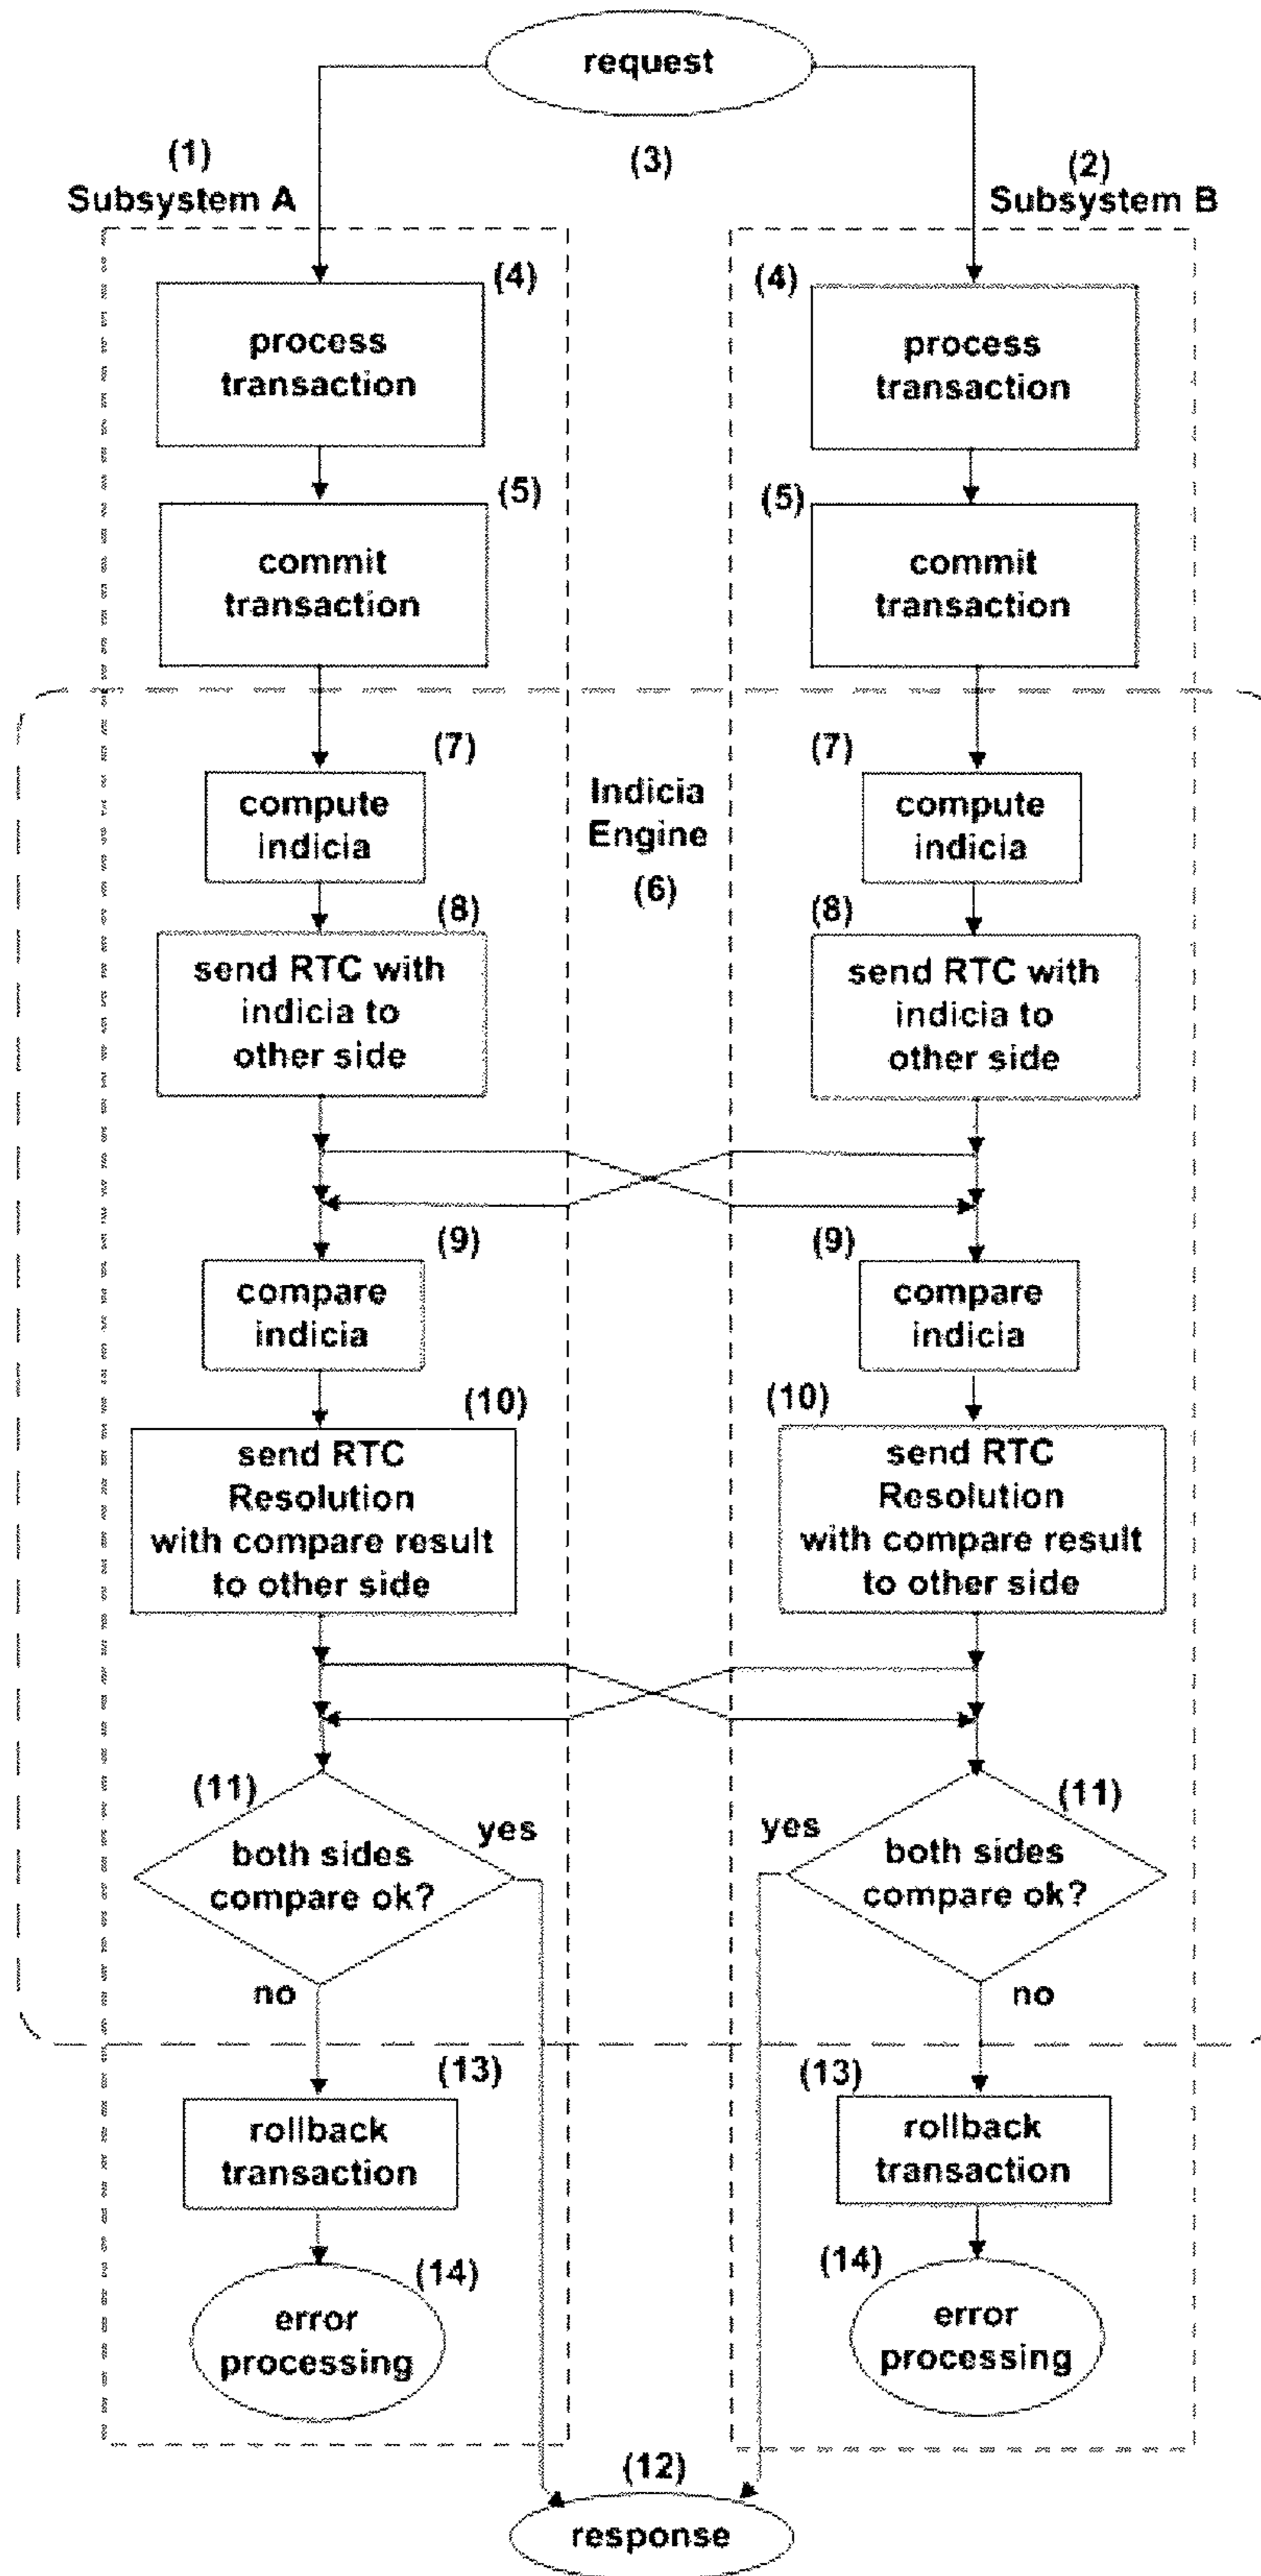 request
(3)
(1)
Subsystem A
(2)
Subsystem B
(4)
process
transaction
(4)
process
transaction
(5)
commit
transaction
(5)
commit
transaction
Indicia
Engine
(6)
(7)
compute
indicia
(7)
compute
indicia
(8)
send RTC with
indicia to
other side
(8)
send RTC with
indicia to
other side
(9)
compare
indicia
(9)
compare
indicia
(10)
send RTC
Resolution
with compare result
to other side
(10)
send RTC
Resolution
with compare result
to other side
(11)
both sides
compare ok?
yes
no
(11)
both sides
compare ok?
yes
no
(13)
rollback
transaction
(13)
rollback
transaction
(14)
error
processing
(14)
error
processing
(12)
response